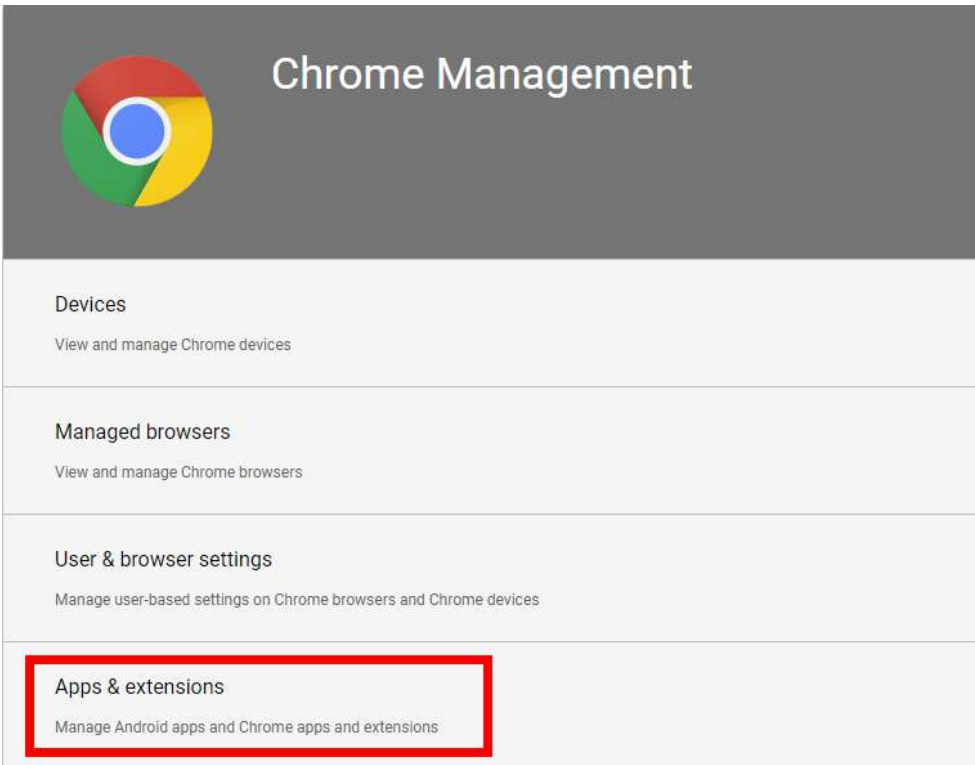 Chrome Management
Devices
View and manage Chrome devices
Managed browsers
View and manage Chrome browsers
User & browser settings
Manage user-based settings on Chrome browsers and Chrome devices
Apps & extensions
Manage Android apps and Chrome apps and extensions